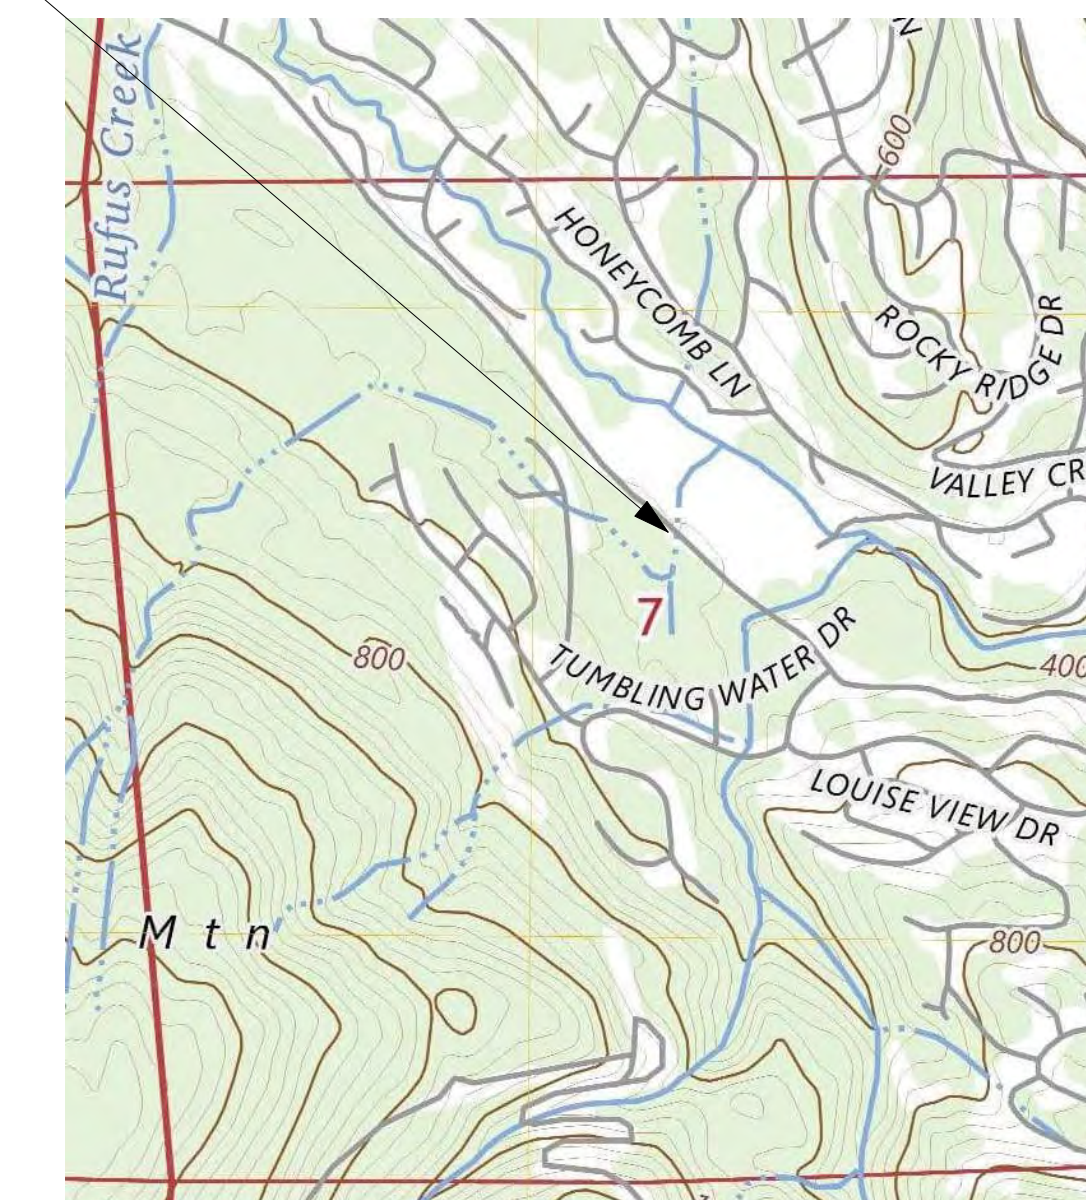 Rufus Creek
N
600
HONEYCOMB LN
ROCKY RIDGE DR
VALLEY CR
7
TUMBLING WATER DR
800
400
LOUISE VIEW DR
Mtn
800